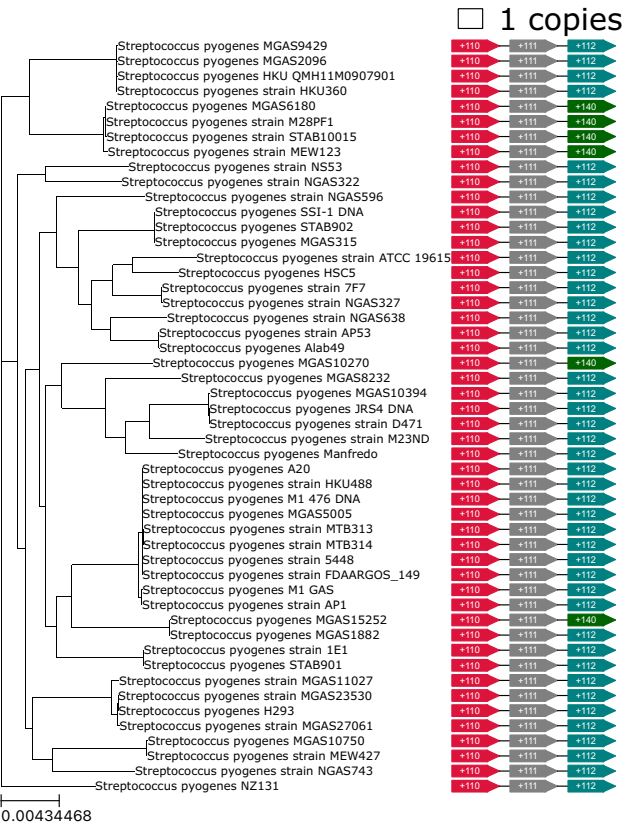 1 copies
Streptococcus pyogenes MGAS9429 +110 +111 +112
Streptococcus pyogenes MGAS2096 +110 +111 +112
Streptococcus pyogenes HKU QMH11M0907901 +110 +111 +112
Streptococcus pyogenes strain HKU360 +110 +111 +112
Streptococcus pyogenes MGAS6180 +110 +111 +140
Streptococcus pyogenes strain M28PF1 +110 +111 +140
Streptococcus pyogenes strain STAB10015 +110 +111 +140
Streptococcus pyogenes strain MEW123 +110 +111 +140
Streptococcus pyogenes strain NS53 +110 +111 +112
Streptococcus pyogenes strain NGAS322 +110 +111 +112
Streptococcus pyogenes strain NGAS596 +110 +111 +112
Streptococcus pyogenes SSI-1 DNA +110 +111 +112
Streptococcus pyogenes STAB902 +110 +111 +112
Streptococcus pyogenes MGAS315 +110 +111 +112
Streptococcus pyogenes strain ATCC 19615 +110 +111 +112
Streptococcus pyogenes HSC5 +110 +111 +112
Streptococcus pyogenes strain 7F7 +110 +111 +112
Streptococcus pyogenes strain NGAS327 +110 +111 +112
Streptococcus pyogenes strain NGAS638 +110 +111 +112
Streptococcus pyogenes strain AP53 +110 +111 +112
Streptococcus pyogenes Alab49 +110 +111 +112
Streptococcus pyogenes MGAS10270 +110 +111 +140
Streptococcus pyogenes MGAS8232 +110 +111 +112
Streptococcus pyogenes MGAS10394 +110 +111 +112
Streptococcus pyogenes JRS4 DNA +110 +111 +112
Streptococcus pyogenes strain D471 +110 +111 +112
Streptococcus pyogenes strain M23ND +110 +111 +112
Streptococcus pyogenes Manfredo +110 +111 +112
Streptococcus pyogenes A20 +110 +111 +112
Streptococcus pyogenes strain HKU488 +110 +111 +112
Streptococcus pyogenes M1 476 DNA +110 +111 +112
Streptococcus pyogenes MGAS5005 +110 +111 +112
Streptococcus pyogenes strain MTB313 +110 +111 +112
Streptococcus pyogenes strain MTB314 +110 +111 +112
Streptococcus pyogenes strain 5448 +110 +111 +112
Streptococcus pyogenes strain FDAARGOS_149 +110 +111 +112
Streptococcus pyogenes M1 GAS +110 +111 +112
Streptococcus pyogenes strain AP1 +110 +111 +112
Streptococcus pyogenes MGAS15252 +110 +111 +140
Streptococcus pyogenes MGAS1882 +110 +111 +112
Streptococcus pyogenes strain 1E1 +110 +111 +112
Streptococcus pyogenes STAB901 +110 +111 +112
Streptococcus pyogenes strain MGAS11027 +110 +111 +112
Streptococcus pyogenes strain MGAS23530 +110 +111 +112
Streptococcus pyogenes H293 +110 +111 +112
Streptococcus pyogenes strain MGAS27061 +110 +111 +112
Streptococcus pyogenes MGAS10750 +110 +111 +112
Streptococcus pyogenes strain MEW427 +110 +111 +112
Streptococcus pyogenes strain NGAS743 +110 +111 +112
Streptococcus pyogenes NZ131 +110 +111 +112
0.00434468